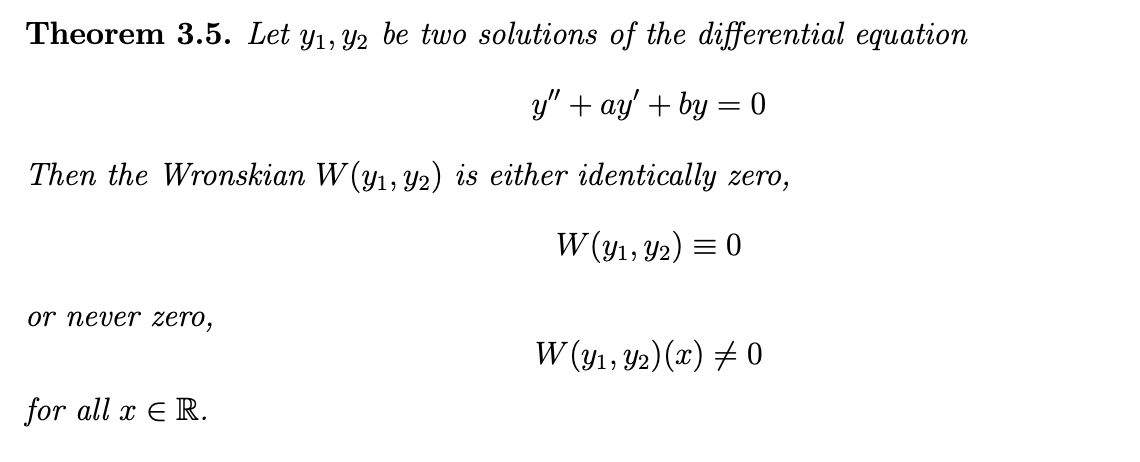 Theorem 3.5. Let y₁, y₂ be two solutions of the differential equation
y″ + ay′ + by = 0
Then the Wronskian W(y₁, y₂) is either identically zero,
W(y₁, y₂) ≡ 0
or never zero,
W(y₁, y₂)(x) ≠ 0
for all x ∈ ℝ.